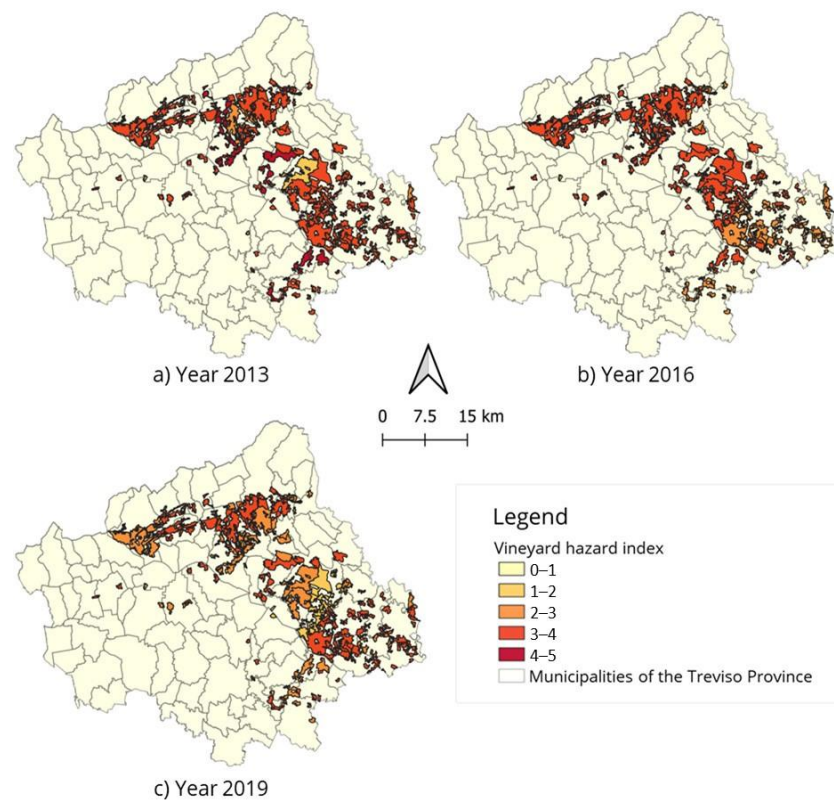 a) Year 2013
b) Year 2016
0 7.5 15 km
c) Year 2019
Legend
Vineyard hazard index
0–1
1–2
2–3
3–4
4–5
Municipalities of the Treviso Province